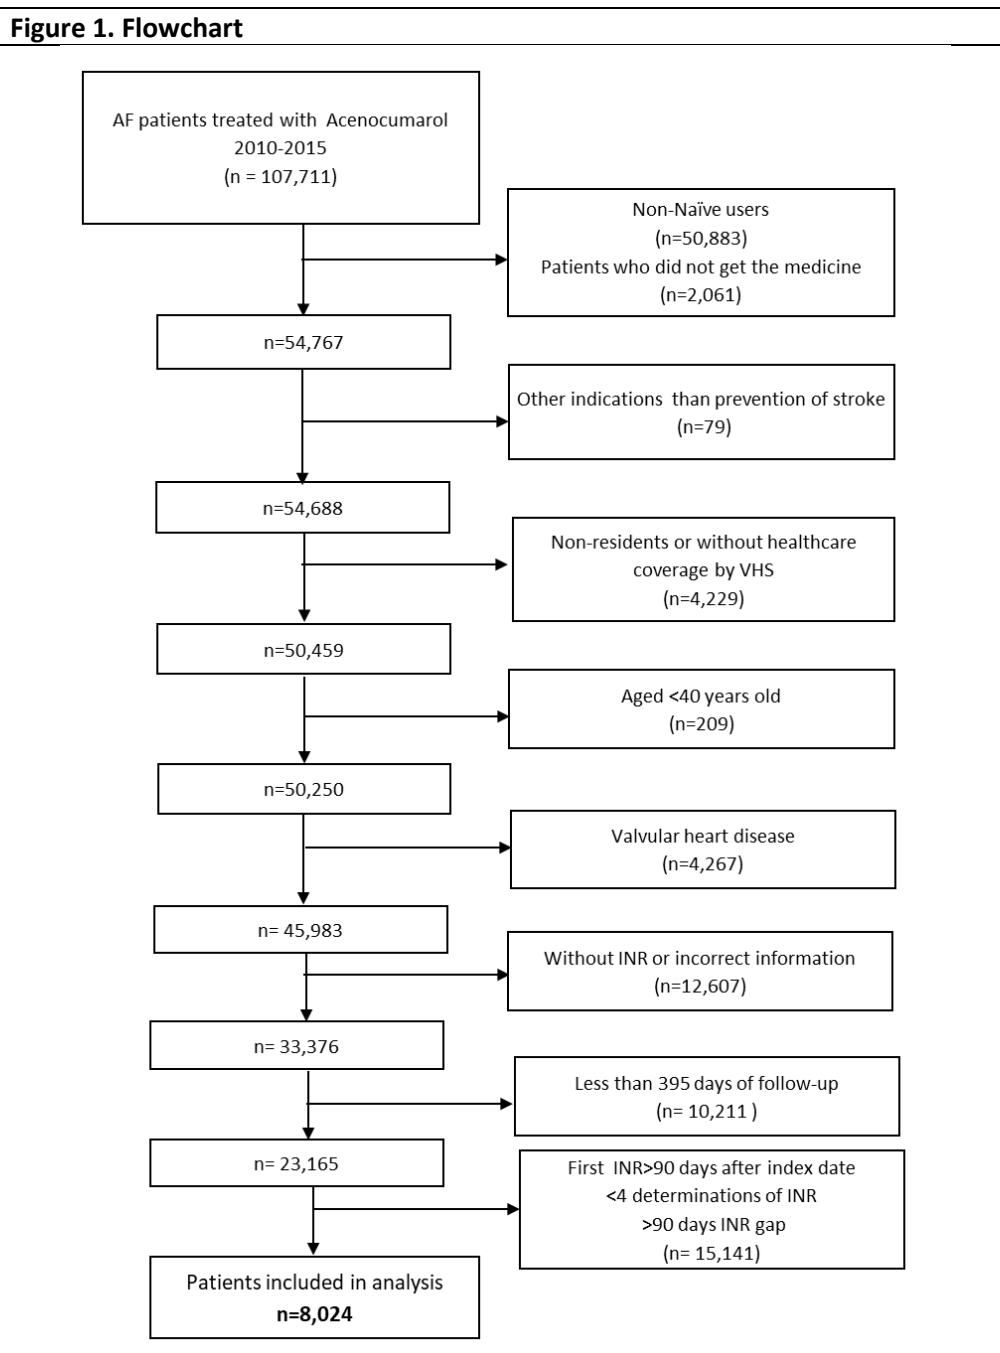 Figure 1. Flowchart
AF patients treated with Acenocumarol
2010-2015
(n = 107,711)
Non-Naïve users
(n=50,883)
Patients who did not get the medicine
(n=2,061)
n=54,767
Other indications than prevention of stroke
(n=79)
n=54,688
Non-residents or without healthcare
coverage by VHS
(n=4,229)
n=50,459
Aged <40 years old
(n=209)
n=50,250
Valvular heart disease
(n=4,267)
n= 45,983
Without INR or incorrect information
(n=12,607)
n= 33,376
Less than 395 days of follow-up
(n= 10,211 )
n= 23,165
First INR>90 days after index date
<4 determinations of INR
>90 days INR gap
(n= 15,141)
Patients included in analysis
n=8,024